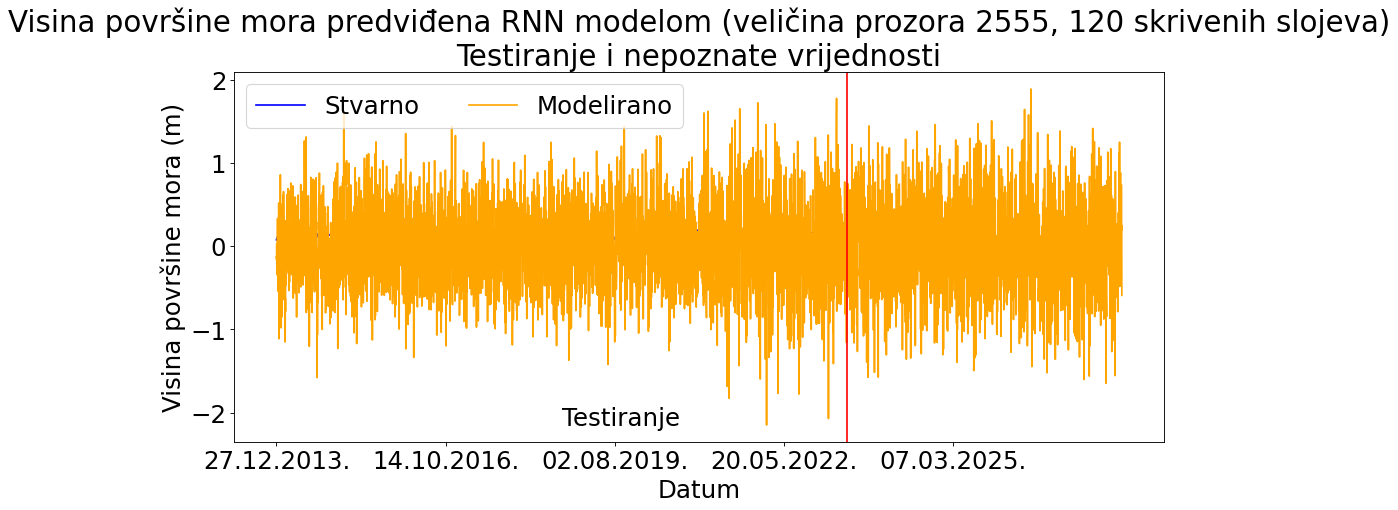 Visina površine mora predviđena RNN modelom (veličina prozora 2555, 120 skrivenih slojeva)
Testiranje i nepoznate vrijednosti
Stvarno
Modelirano
Visina površine mora (m)
2
1
0
−1
−2
Testiranje
27.12.2013.
14.10.2016.
02.08.2019.
20.05.2022.
07.03.2025.
Datum